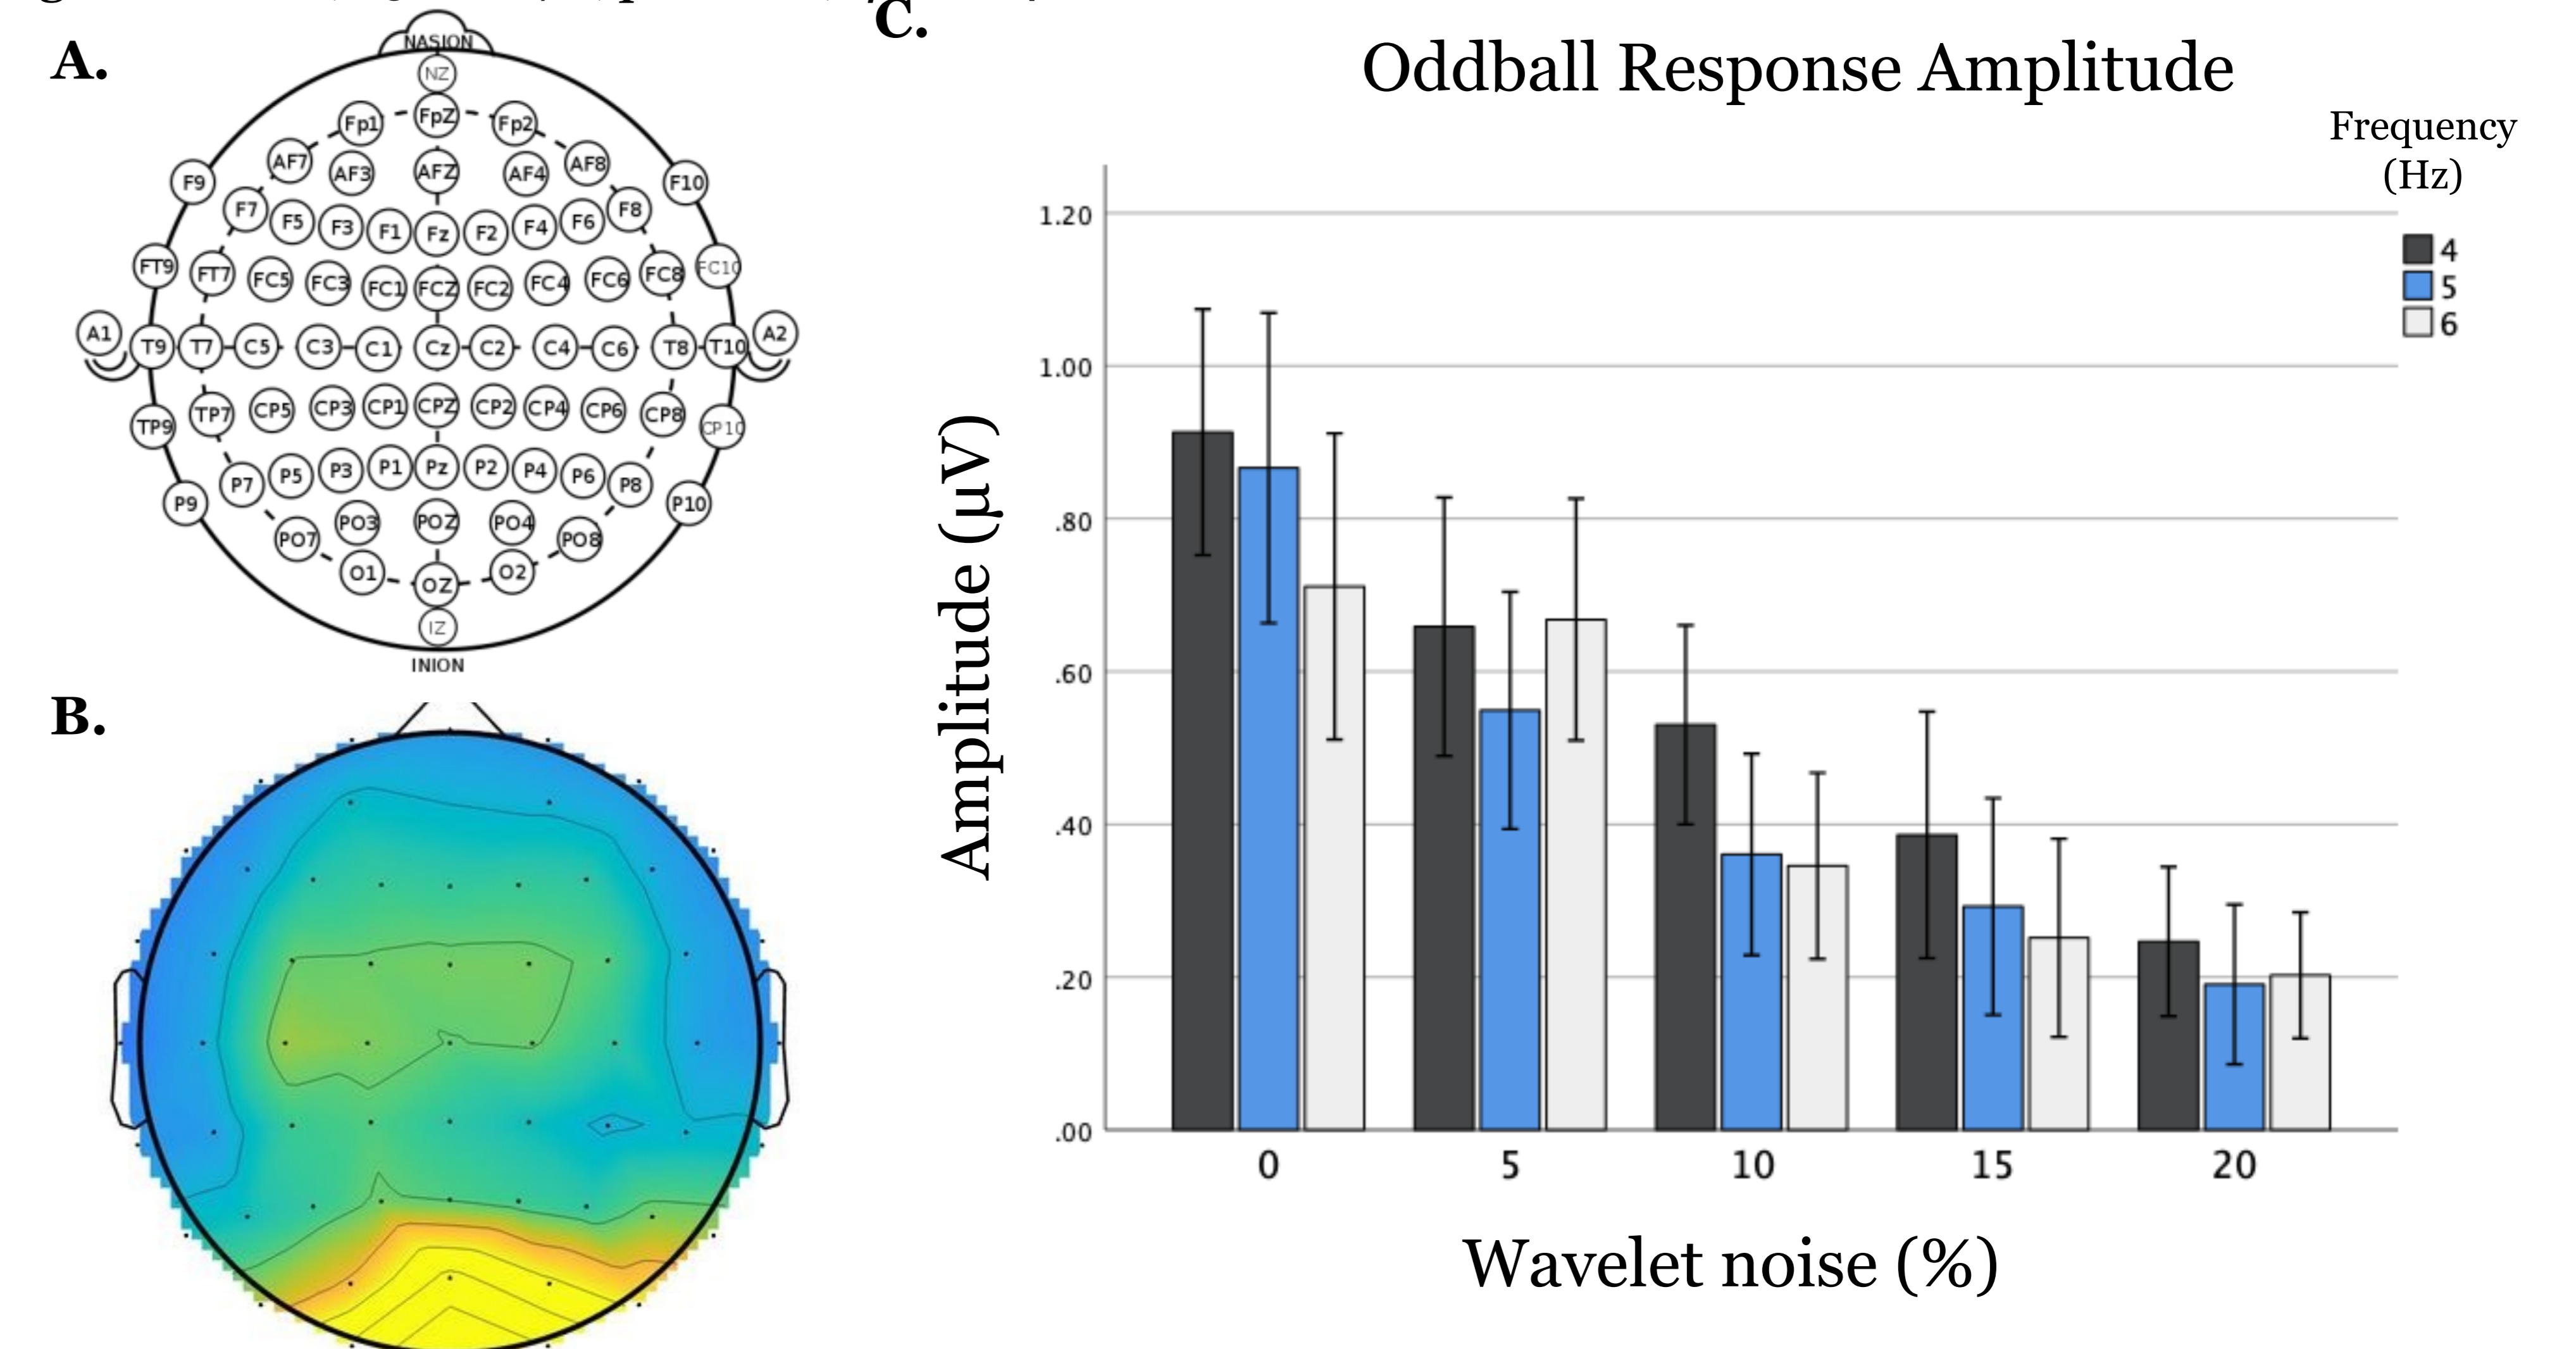 A.
NASION
NZ
Fp1 FpZ Fp2
AF7 AF3 AFZ AF4 AF8
F9 F10
F7 F5 F3 F1 Fz F2 F4 F6 F8
FT9 FT7 FC5 FC3 FC1 FCZ FC2 FC4 FC6 FC8 FC10
A1 T9 T7 C5 C3 C1 Cz C2 C4 C6 T8 T10 A2
TP9 TP7 CP5 CP3 CP1 CPZ CP2 CP4 CP6 CP8 CP10
P7 P5 P3 P1 Pz P2 P4 P6 P8
P9 P10
PO7 PO3 POZ PO4 PO8
O1 OZ O2
IZ
INION
B.
C.
Oddball Response Amplitude
Frequency
(Hz)
4
5
6
Amplitude (µV)
1.20
1.00
.80
.60
.40
.20
.00
0 5 10 15 20
Wavelet noise (%)